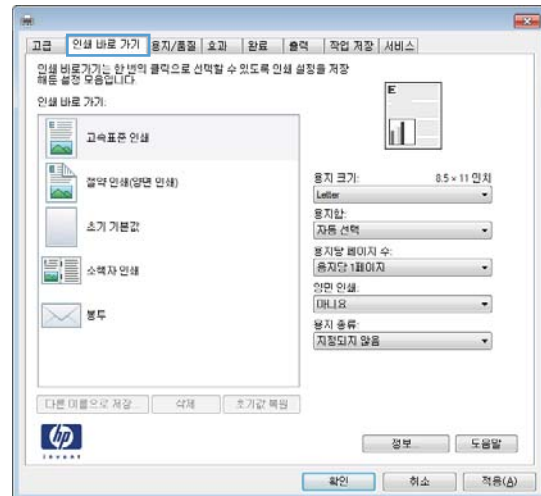 고급
인쇄 바로 가기
용지/품질
효과
완료
출력
작업 저장
서비스
인쇄 바로가기는 한 번의 클릭으로 선택할 수 있도록 인쇄 설정을 저장
해둔 설정 모음입니다.
인쇄 바로 가기:
E
고속표준 인쇄
절약 인쇄(양면 인쇄)
초기 기본값
소책자 인쇄
봉투
용지 크기:
8.5 × 11 인치
Letter
용지함:
자동 선택
용지당 페이지 수:
용지당 1페이지
양면 인쇄:
아니요
용지 종류:
지정되지 않음
다른 이름으로 저장...
삭제
초기값 복원
hp
invent
정보...
도움말
확인
취소
적용(A)